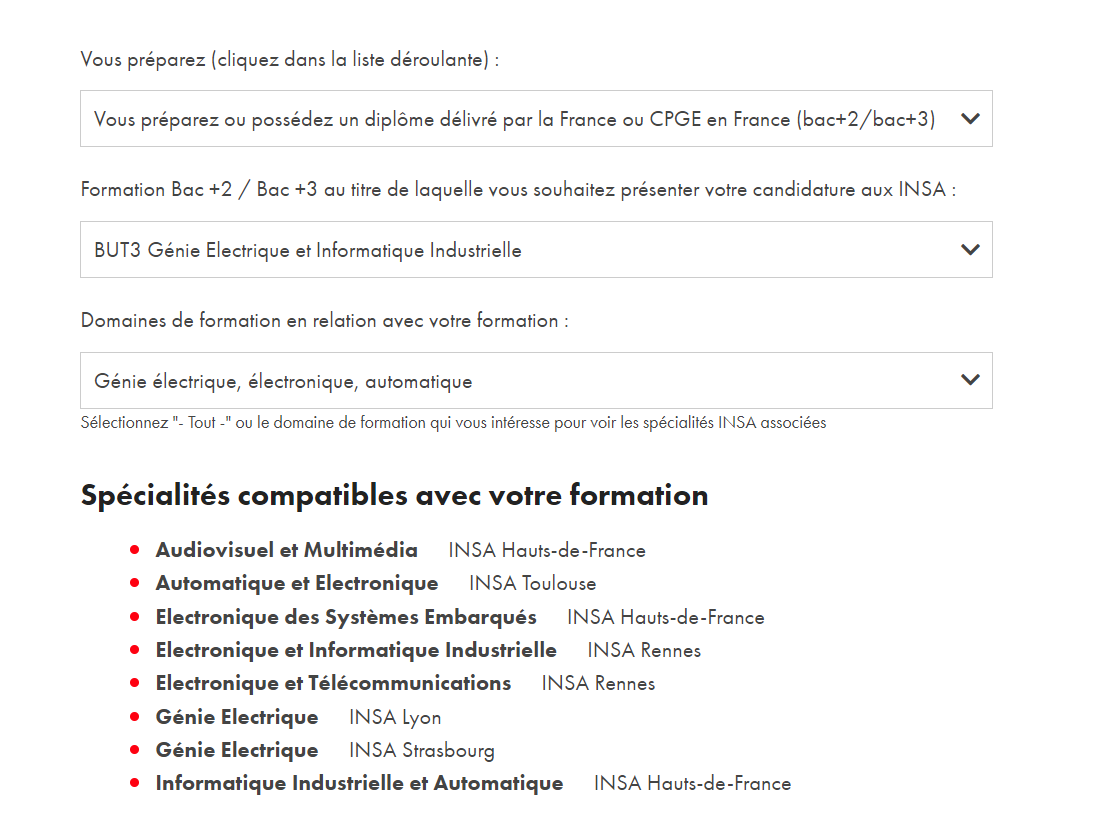 Vous préparez (cliquez dans la liste déroulante) :
Vous préparez ou possédez un diplôme délivré par la France ou CPGE en France (bac+2/bac+3)
Formation Bac +2 / Bac +3 au titre de laquelle vous souhaitez présenter votre candidature aux INSA :
BUT3 Génie Electrique et Informatique Industrielle
Domaines de formation en relation avec votre formation :
Génie électrique, électronique, automatique
Sélectionnez "- Tout -" ou le domaine de formation qui vous intéresse pour voir les spécialités INSA associées
Spécialités compatibles avec votre formation
Audiovisuel et Multimédia INSA Hauts-de-France
Automatique et Electronique INSA Toulouse
Electronique des Systèmes Embarqués INSA Hauts-de-France
Electronique et Informatique Industrielle INSA Rennes
Electronique et Télécommunications INSA Rennes
Génie Electrique INSA Lyon
Génie Electrique INSA Strasbourg
Informatique Industrielle et Automatique INSA Hauts-de-France